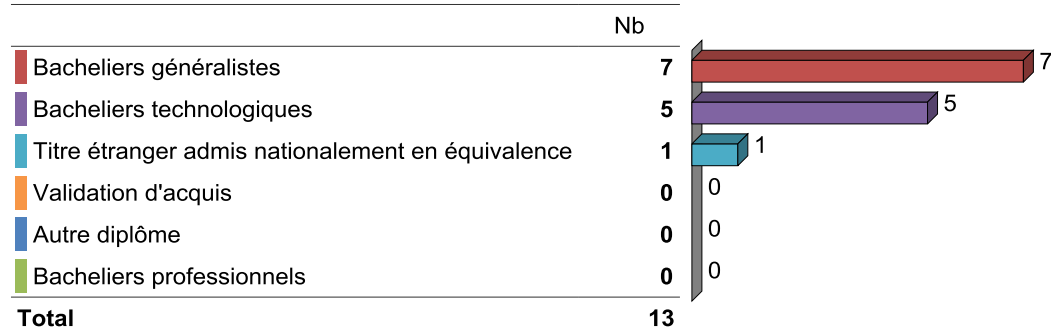 Nb
Bacheliers généralistes 7 7
Bacheliers technologiques 5 5
Titre étranger admis nationalement en équivalence 1 1
Validation d'acquis 0 0
Autre diplôme 0 0
Bacheliers professionnels 0 0
Total 13